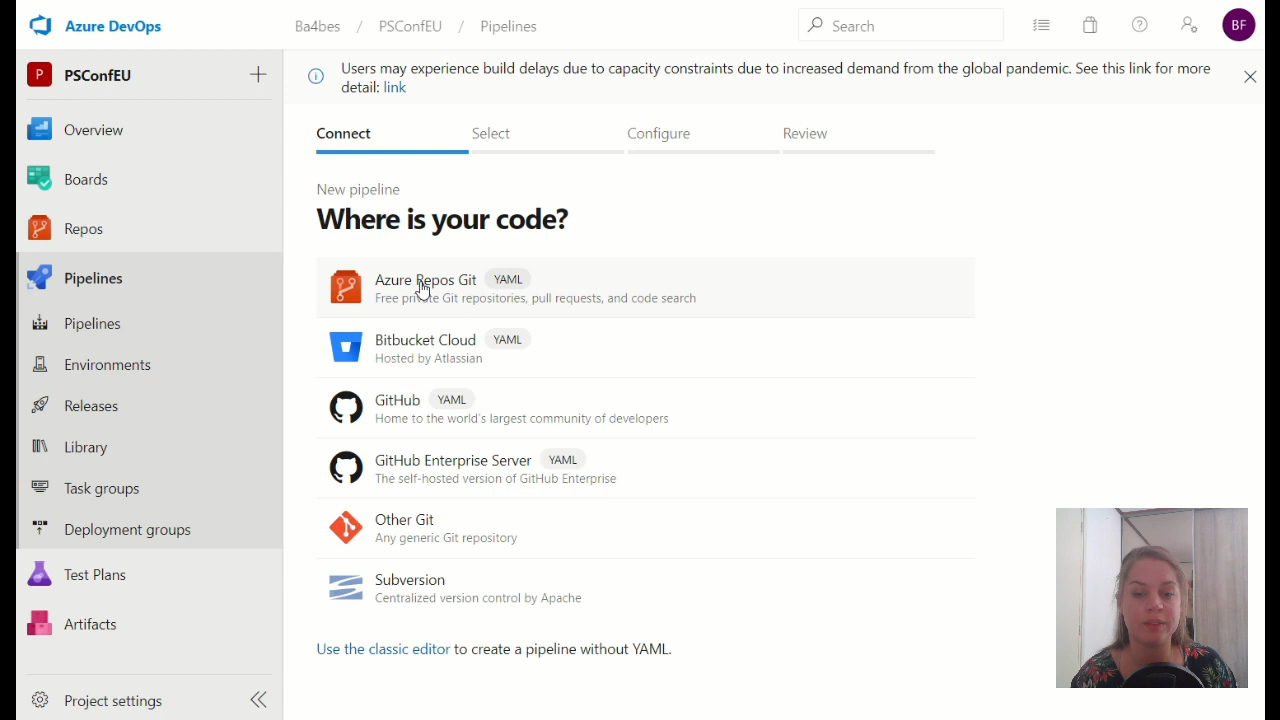 Azure DevOps
Ba4bes / PSConfEU / Pipelines
Search
BF
P PSConfEU
Overview
Boards
Repos
Pipelines
Pipelines
Environments
Releases
Library
Task groups
Deployment groups
Test Plans
Artifacts
Project settings
Users may experience build delays due to capacity constraints due to increased demand from the global pandemic. See this link for more
detail: link
Connect Select Configure Review
New pipeline
Where is your code?
Azure Repos Git YAML
Free private Git repositories, pull requests, and code search
Bitbucket Cloud YAML
Hosted by Atlassian
GitHub YAML
Home to the world's largest community of developers
GitHub Enterprise Server YAML
The self-hosted version of GitHub Enterprise
Other Git
Any generic Git repository
Subversion
Centralized version control by Apache
Use the classic editor to create a pipeline without YAML.